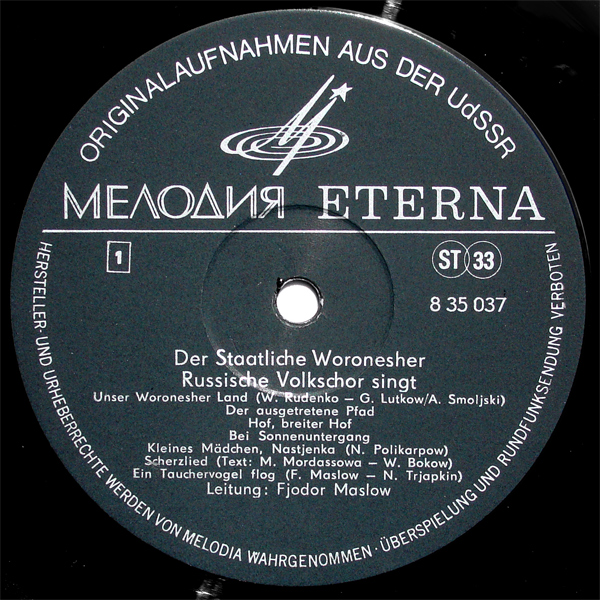 ORIGINALAUFNAHMEN AUS DER UdSSR
МЕЛОДИЯ ETERNA
1
ST 33
8 35 037
Der Staatliche Woronesher
Russische Volkschor singt
Unser Woronesher Land (W. Rudenko – G. Lutkow/A. Smoljski)
Der ausgetretene Pfad
Hof, breiter Hof
Bei Sonnenuntergang
Kleines Mädchen, Nastjenka (N. Polikarpow)
Scherzlied (Text: M. Mordassowa – W. Bokow)
Ein Tauchervogel flog (F. Maslow – N. Trjapkin)
Leitung: Fjodor Maslow
HERSTELLER- UND URHEBERRECHTE WERDEN VON MELODIA WAHRGENOMMEN · ÜBERSPIELUNG UND RUNDFUNKSENDUNG VERBOTEN